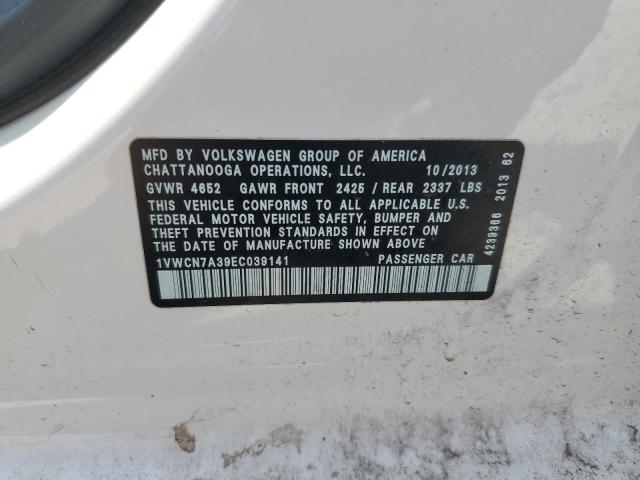 MFD BY VOLKSWAGEN GROUP OF AMERICA
CHATTANOOGA OPERATIONS, LLC. 10/2013
GVWR 4652 GAWR FRONT 2425 / REAR 2337 LBS
THIS VEHICLE CONFORMS TO ALL APPLICABLE U.S.
FEDERAL MOTOR VEHICLE SAFETY, BUMPER AND
THEFT PREVENTION STANDARDS IN EFFECT ON
THE DATE OF MANUFACTURE SHOWN ABOVE
1VWCN7A39EC039141 PASSENGER CAR
4239366 2013 62